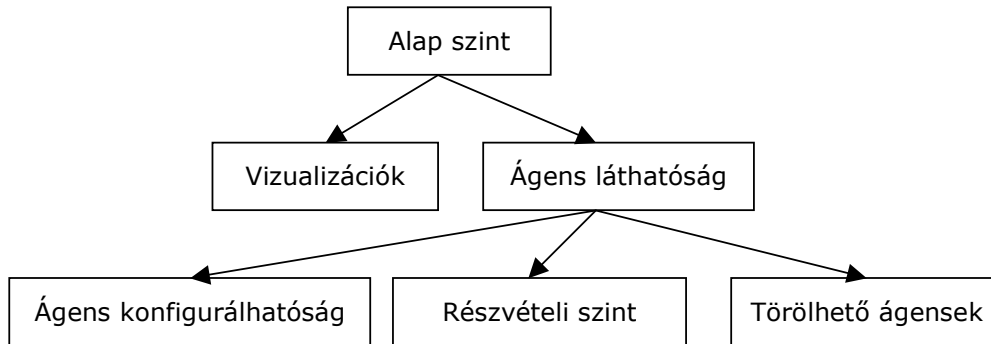 Alap szint
Vizualizációk
Ágens láthatóság
Ágens konfigurálhatóság
Részvételi szint
Törölhető ágensek